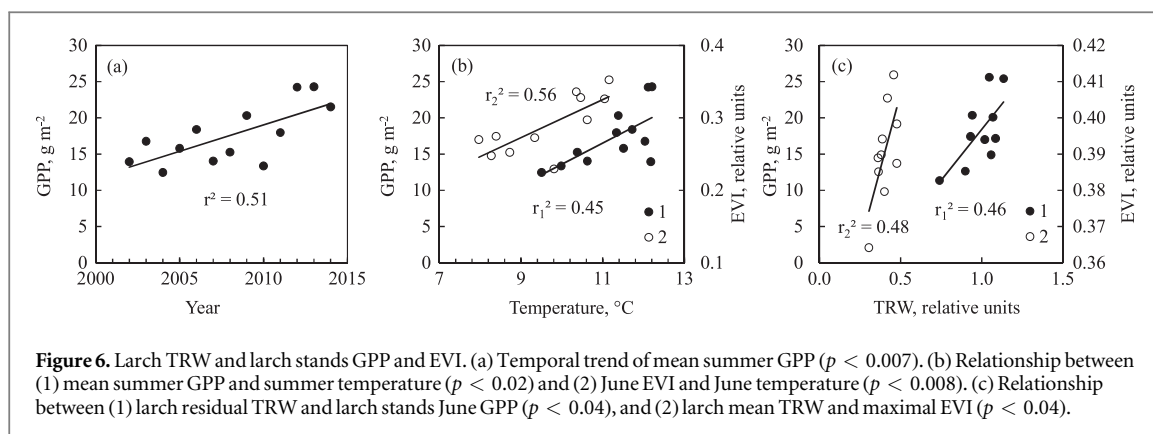 (a)
30
25
20
15
10
5
0
GPP, g m⁻²
r² = 0.51
2000
2005
2010
2015
Year
(b)
30
25
20
15
10
5
0
GPP, g m⁻²
r₂² = 0.56
r₁² = 0.45
1
2
0.4
0.3
0.2
0.1
EVI, relative units
7
9
11
13
Temperature, °C
(c)
30
25
20
15
10
5
0
GPP, g m⁻²
r₂² = 0.48
r₁² = 0.46
1
2
0.42
0.41
0.40
0.39
0.38
0.37
0.36
EVI, relative units
0.0
0.5
1.0
1.5
TRW, relative units
Figure 6. Larch TRW and larch stands GPP and EVI. (a) Temporal trend of mean summer GPP (p < 0.007). (b) Relationship between
(1) mean summer GPP and summer temperature (p < 0.02) and (2) June EVI and June temperature (p < 0.008). (c) Relationship
between (1) larch residual TRW and larch stands June GPP (p < 0.04), and (2) larch mean TRW and maximal EVI (p < 0.04).